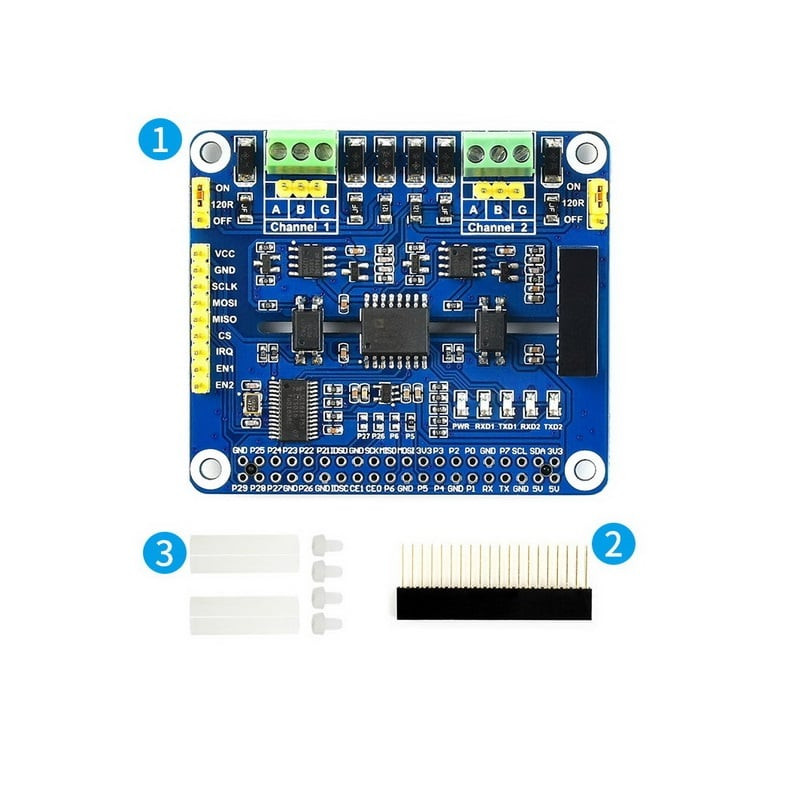 1
ON
120R
OFF
A B G
Channel 1
A B G
Channel 2
ON
120R
OFF
VCC
GND
SCLK
MOSI
MISO
CS
IRQ
EN1
EN2
PWR RXD1 TXD1 RXD2 TXD2
P27 P26 P6 P5
GND P25 P24 P23 P22 P21 IDSD GND SCK MISO MOSI 3V3 P3 P2 P0 GND P7 SCL SDA 3V3
P29 P28 P27 GND P26 GND IDSC CE1 CE0 P6 GND P5 P4 GND P1 RX TX GND 5V 5V
3
2